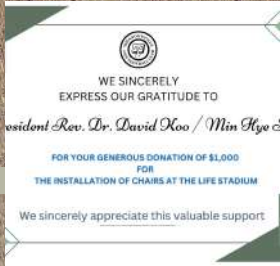 WE SINCERELY
EXPRESS OUR GRATITUDE TO
Rev. Dr. David Koo / Min Hye
FOR YOUR GENEROUS DONATION OF $1,000
FOR
THE INSTALLATION OF CHAIRS AT THE LIFE STADIUM
We sincerely appreciate this valuable support